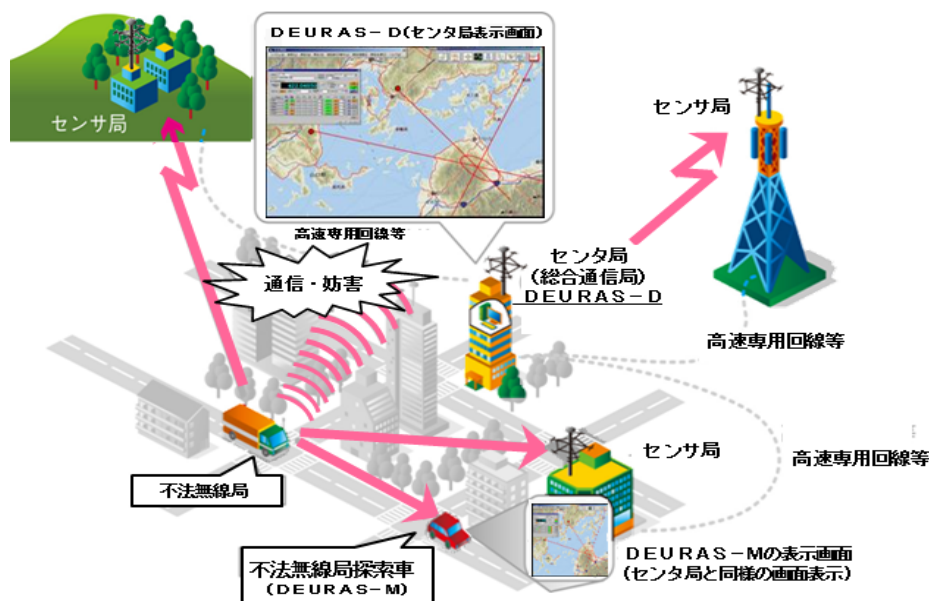 DEURAS-D(センタ局表示画面)
センサ局
センサ局
高速専用回線等
センタ局
(総合通信局)
DEURAS-D
通信・妨害
高速専用回線等
センサ局
高速専用回線等
不法無線局
不法無線局探索車
(DEURAS-M)
DEURAS-Mの表示画面
(センタ局と同様の画面表示)